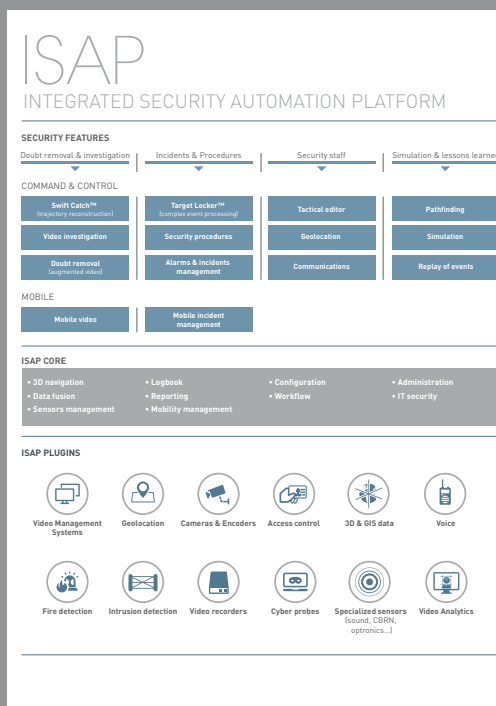 ISAP
INTEGRATED SECURITY AUTOMATION PLATFORM
SECURITY FEATURES
Doubt removal & investigation
Incidents & Procedures
Security staff
Simulation & lessons learned
COMMAND & CONTROL
Swift Catch™
(trajectory reconstruction)
Target Locker™
(complex event processing)
Tactical editor
Pathfinding
Video investigation
Security procedures
Geolocation
Simulation
Doubt removal
(augmented video)
Alarms & incidents
management
Communications
Replay of events
MOBILE
Mobile video
Mobile incident
management
ISAP CORE
• 3D navigation
• Data fusion
• Sensors management
• Logbook
• Reporting
• Mobility management
• Configuration
• Workflow
• Administration
• IT security
ISAP PLUGINS
Video Management
Systems
Geolocation
Cameras & Encoders
Access control
3D & GIS data
Voice
Fire detection
Intrusion detection
Video recorders
Cyber probes
Specialized sensors
(sound, CBRN,
optronics...)
Video Analytics